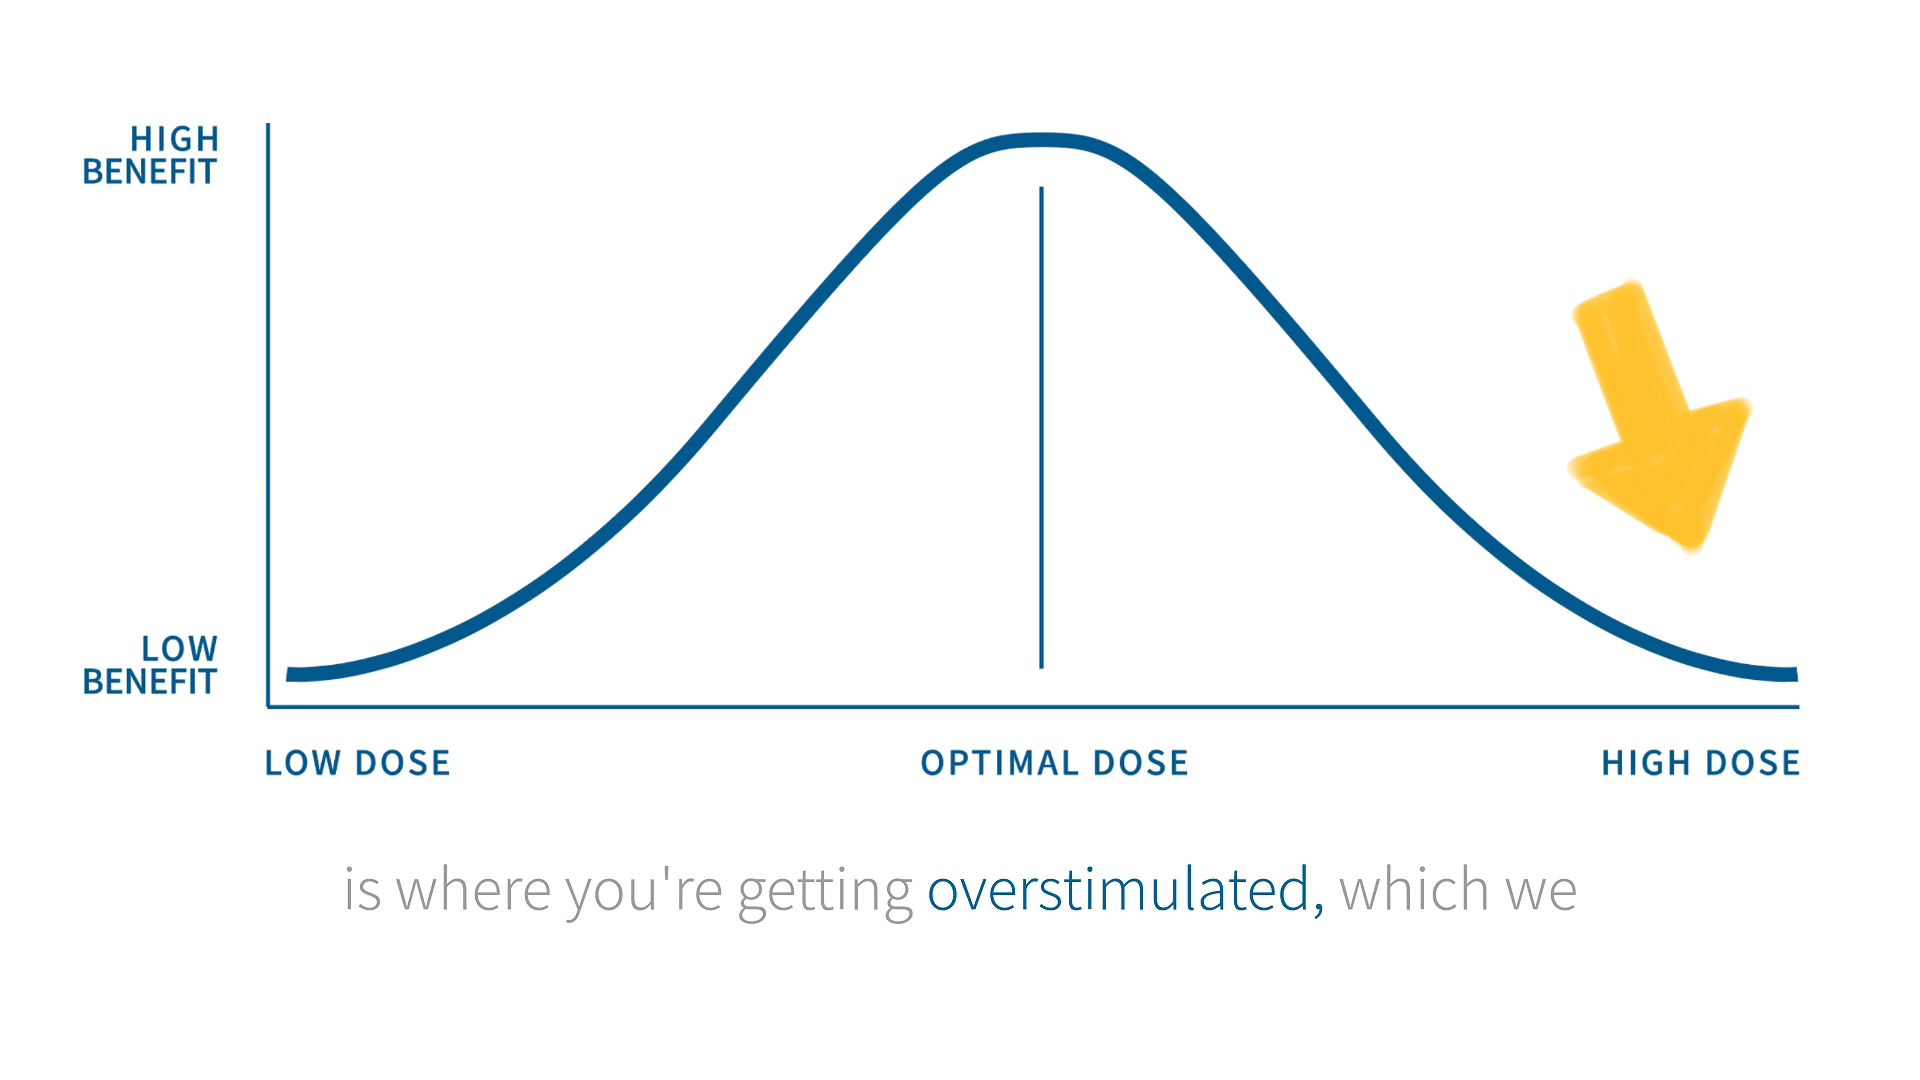 HIGH
BENEFIT
LOW
BENEFIT
LOW DOSE
OPTIMAL DOSE
HIGH DOSE
is where you're getting overstimulated, which we